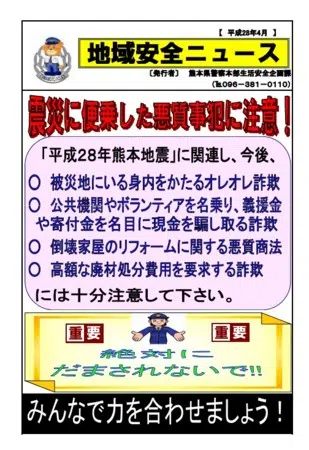 【 平成28年4月 】
地域安全ニュース
〔発行者〕 熊本県警察本部生活安全企画課
(℡096-381-0110)
震災に便乗した悪質事犯に注意!
「平成28年熊本地震」に関連し、今後、
○ 被災地にいる身内をかたるオレオレ詐欺
○ 公共機関やボランティアを名乗り、義援金
や寄付金を名目に現金を騙し取る詐欺
○ 倒壊家屋のリフォームに関する悪質商法
○ 高額な廃材処分費用を要求する詐欺
には十分注意して下さい。
重要 重要
絶対に
だまされないで!!
みんなで力を合わせましょう!